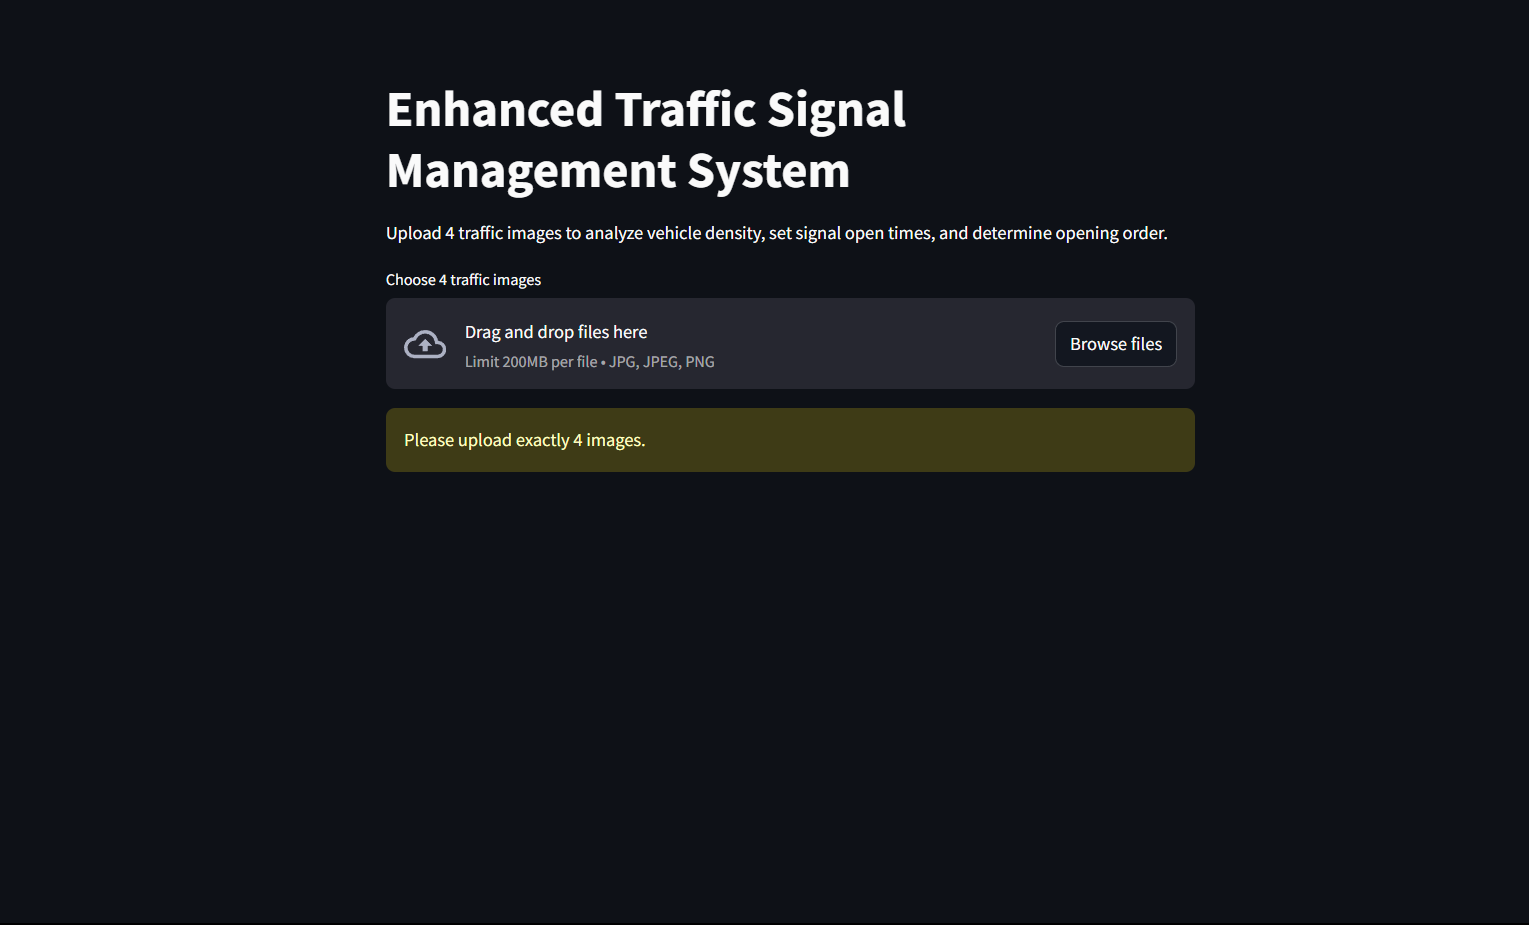 Enhanced Traffic Signal
Management System
Upload 4 traffic images to analyze vehicle density, set signal open times, and determine opening order.
Choose 4 traffic images
Drag and drop files here
Limit 200MB per file • JPG, JPEG, PNG
Browse files
Please upload exactly 4 images.